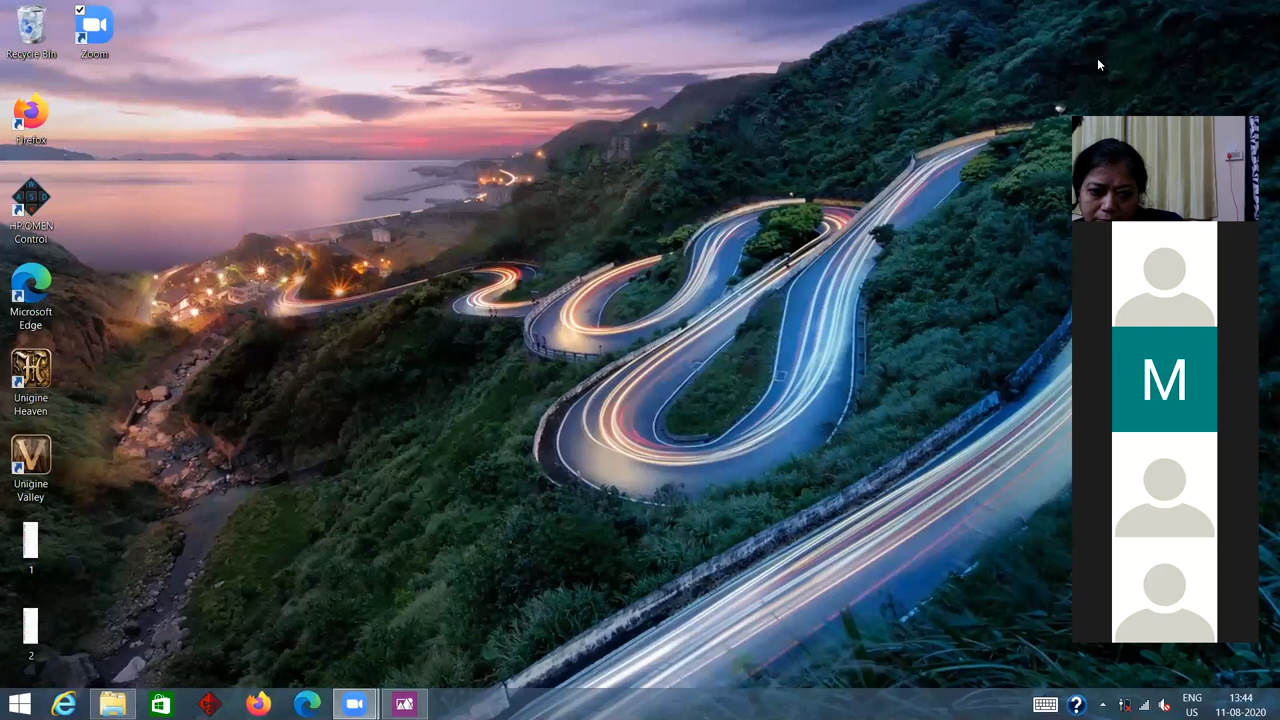 Recycle Bin
Zoom
Firefox
HP OMEN
Control
Microsoft
Edge
Unigine
Heaven
Unigine
Valley
1
2
M
ENG
US
13:44
11-08-2020